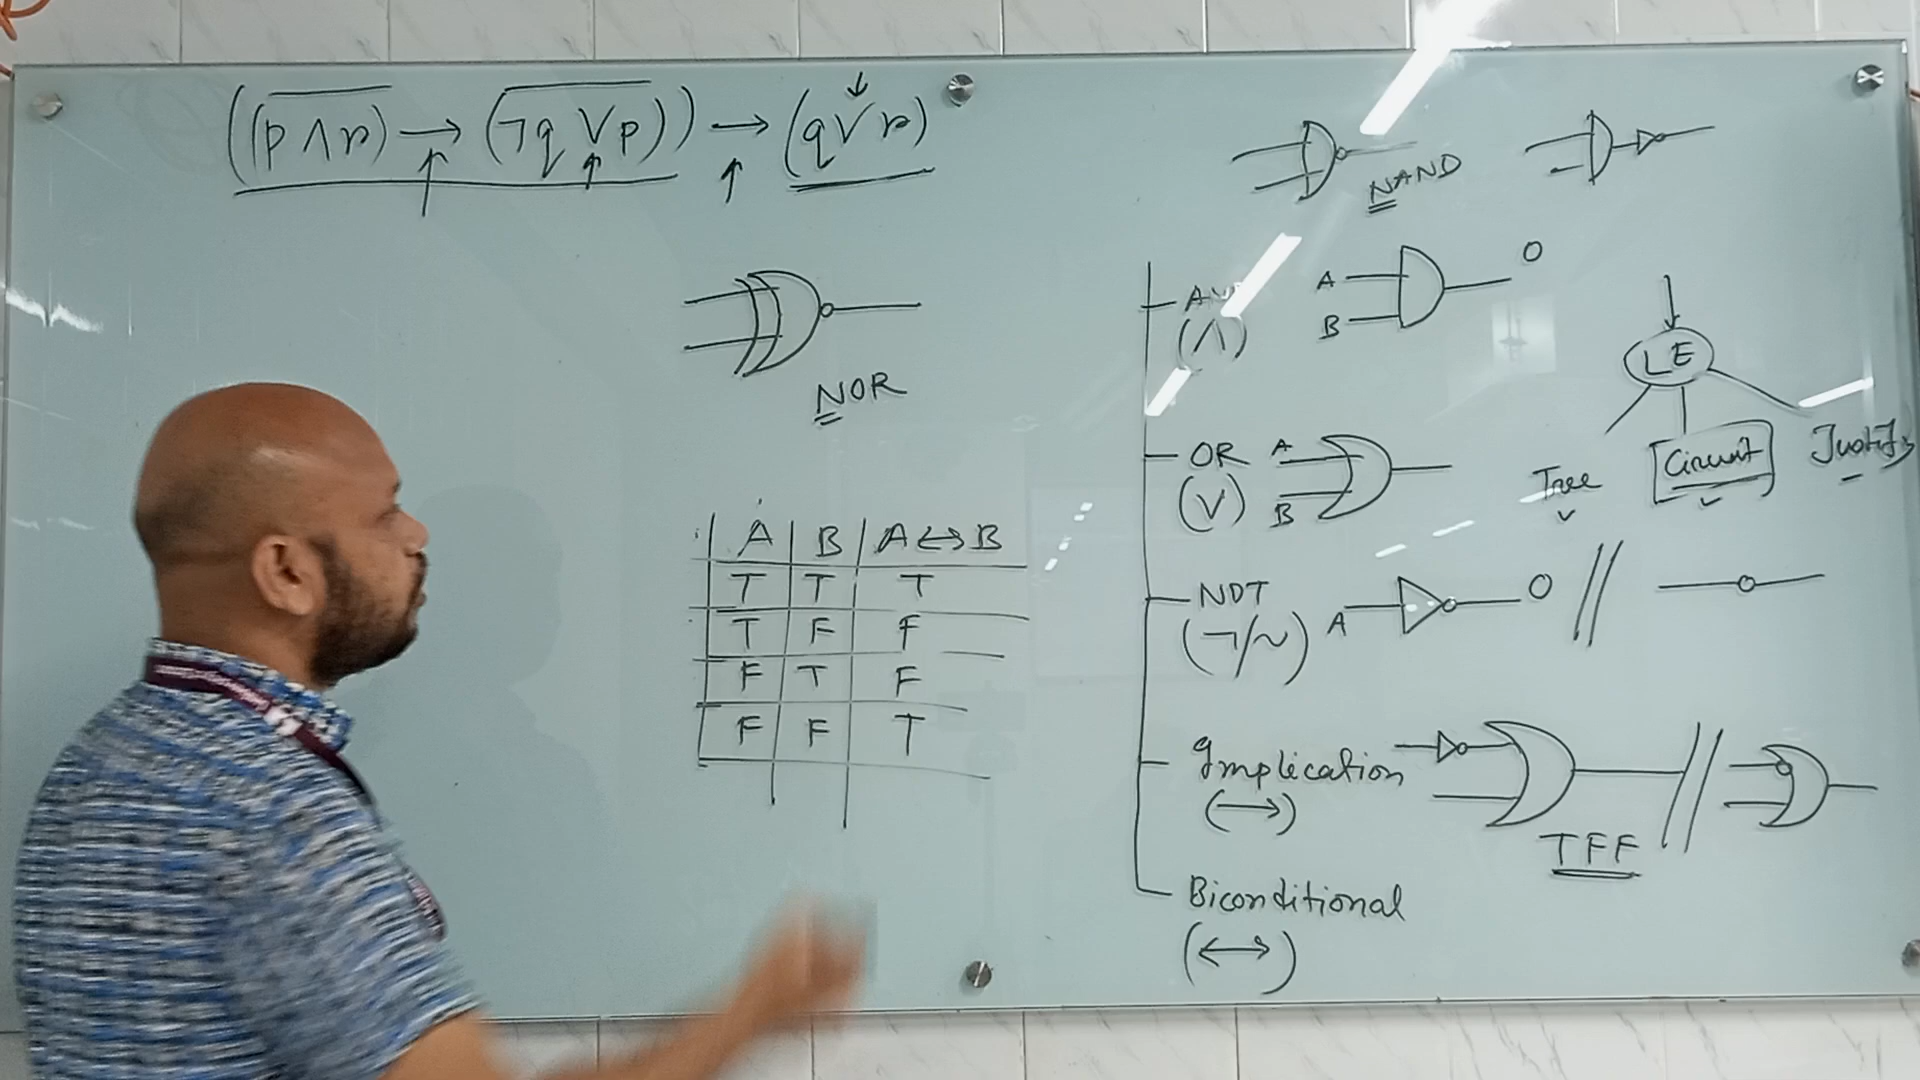 ((p ∧ r) → (¬q ∨ p)) → (q ∨ r)
NAND
NOR
A B A ↔ B
T T T
T F F
F T F
F F T
A
B
O
(∧)
OR
(∨)
A
B
NOT
(¬/~)
A
O
Implication
(→)
TFF
Biconditional
(↔)
LE
Tree
Circuit